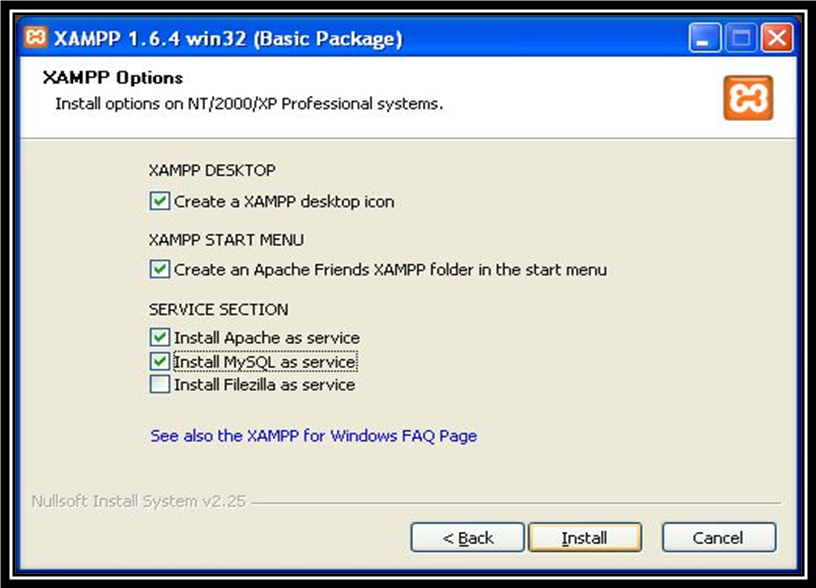 XAMPP 1.6.4 win32 (Basic Package)
XAMPP Options
Install options on NT/2000/XP Professional systems.
XAMPP DESKTOP
Create a XAMPP desktop icon
XAMPP START MENU
Create an Apache Friends XAMPP folder in the start menu
SERVICE SECTION
Install Apache as service
Install MySQL as service
Install Filezilla as service
See also the XAMPP for Windows FAQ Page
Nullsoft Install System v2.25
< Back Install Cancel